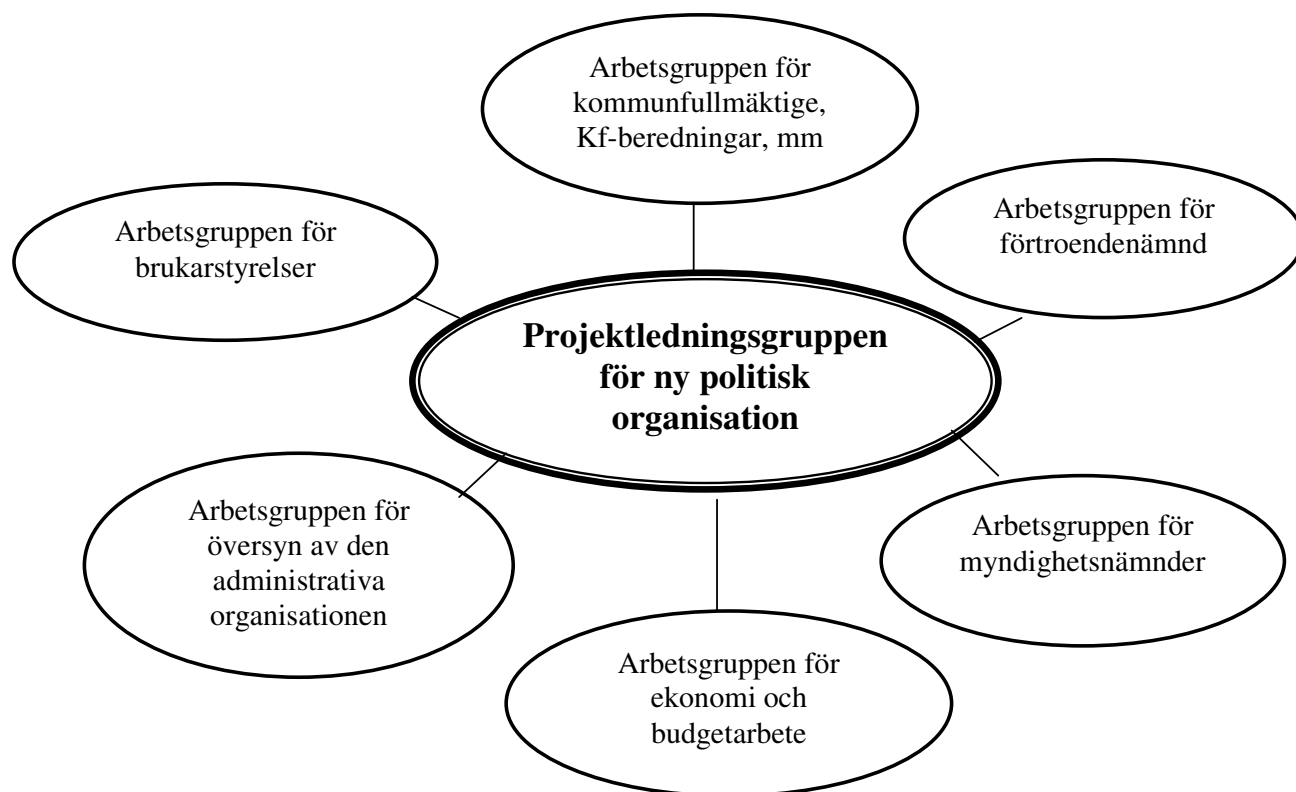 Arbetsgruppen för
kommunfullmäktige,
Kf-beredningar, mm
Arbetsgruppen för
brukarstyrelser
Arbetsgruppen för
förtroendenämnd
Projektledningsgruppen
för ny politisk
organisation
Arbetsgruppen för
översyn av den
administrativa
organisationen
Arbetsgruppen för
myndighetsnämnder
Arbetsgruppen för
ekonomi och
budgetarbete